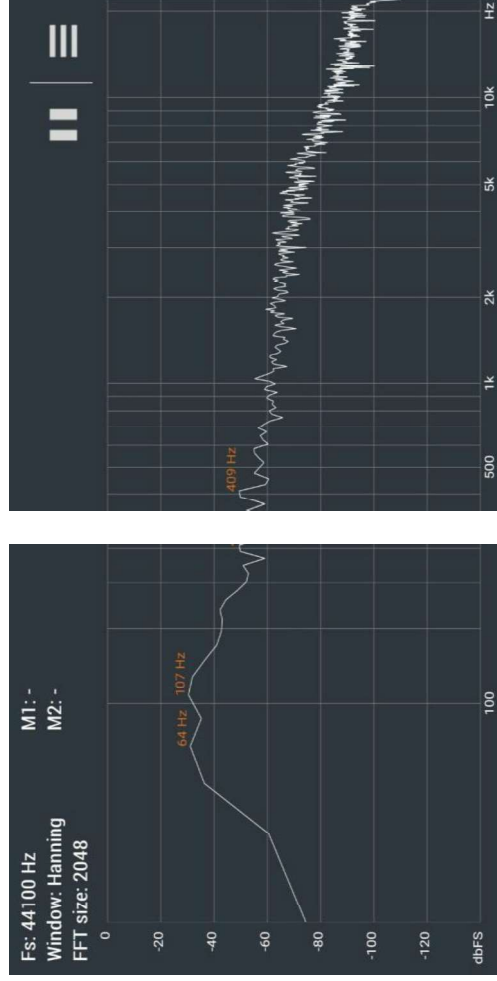 Fs: 44100 Hz
M1: -
Window: Hanning
M2: -
FFT size: 2048
0
-20
-40
-60
-80
-100
-120
dbFS
64 Hz
107 Hz
409 Hz
100
500
1k
2k
5k
10k
Hz